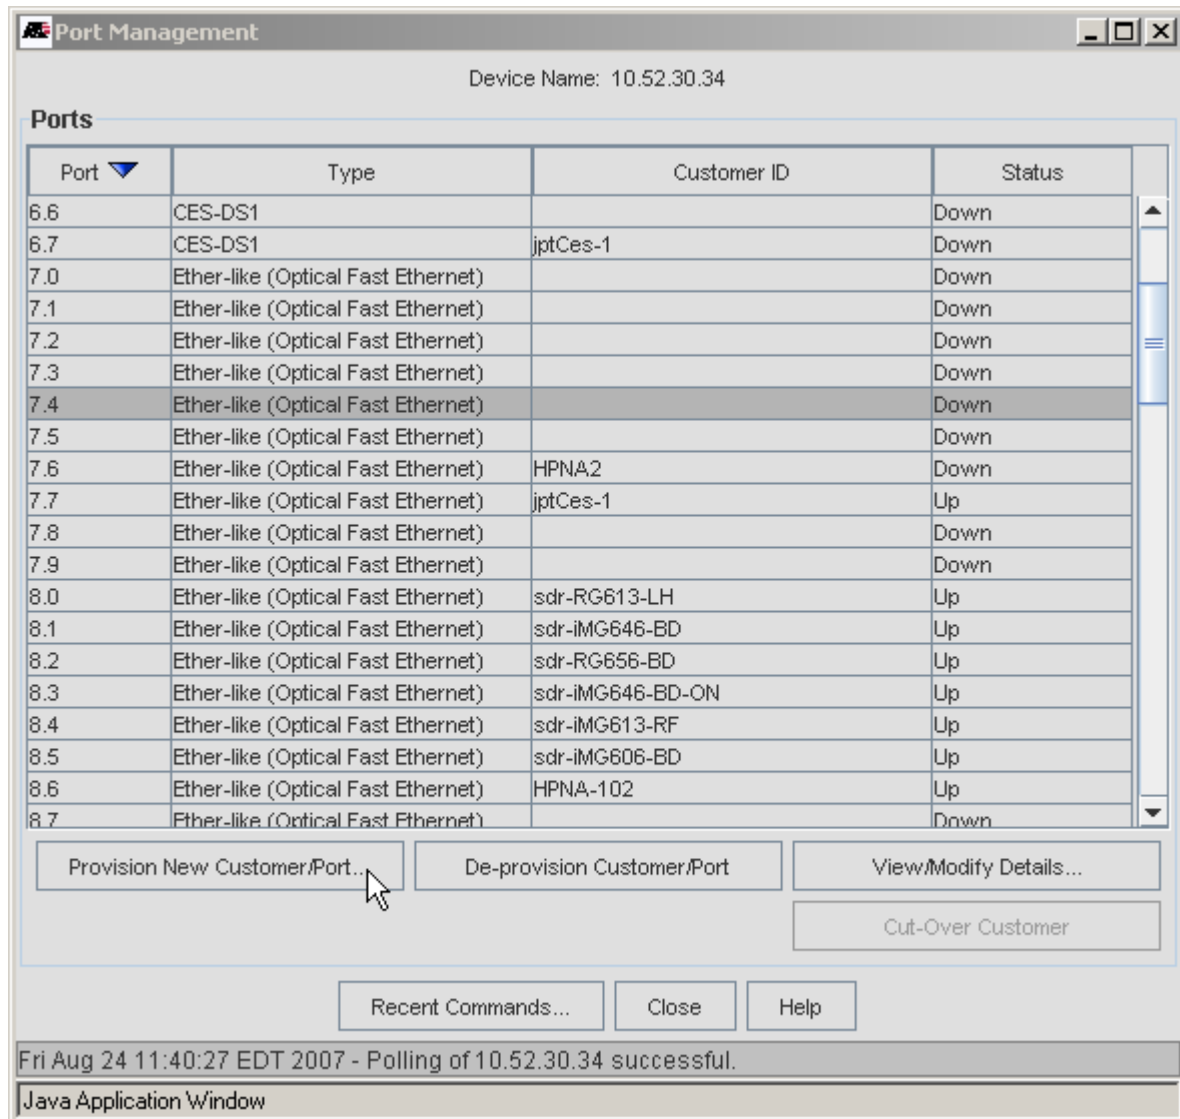 Port Management
Device Name: 10.52.30.34
Ports
Port Type Customer ID Status
6.6 CES-DS1 Down
6.7 CES-DS1 jptCes-1 Down
7.0 Ether-like (Optical Fast Ethernet) Down
7.1 Ether-like (Optical Fast Ethernet) Down
7.2 Ether-like (Optical Fast Ethernet) Down
7.3 Ether-like (Optical Fast Ethernet) Down
7.4 Ether-like (Optical Fast Ethernet) Down
7.5 Ether-like (Optical Fast Ethernet) Down
7.6 Ether-like (Optical Fast Ethernet) HPNA2 Down
7.7 Ether-like (Optical Fast Ethernet) jptCes-1 Up
7.8 Ether-like (Optical Fast Ethernet) Down
7.9 Ether-like (Optical Fast Ethernet) Down
8.0 Ether-like (Optical Fast Ethernet) sdr-RG613-LH Up
8.1 Ether-like (Optical Fast Ethernet) sdr-iMG646-BD Up
8.2 Ether-like (Optical Fast Ethernet) sdr-RG656-BD Up
8.3 Ether-like (Optical Fast Ethernet) sdr-iMG646-BD-ON Up
8.4 Ether-like (Optical Fast Ethernet) sdr-iMG613-RF Up
8.5 Ether-like (Optical Fast Ethernet) sdr-iMG606-BD Up
8.6 Ether-like (Optical Fast Ethernet) HPNA-102 Up
8.7 Ether-like (Optical Fast Ethernet) Down
Provision New Customer/Port... De-provision Customer/Port View/Modify Details...
Cut-Over Customer
Recent Commands... Close Help
Fri Aug 24 11:40:27 EDT 2007 - Polling of 10.52.30.34 successful.
Java Application Window